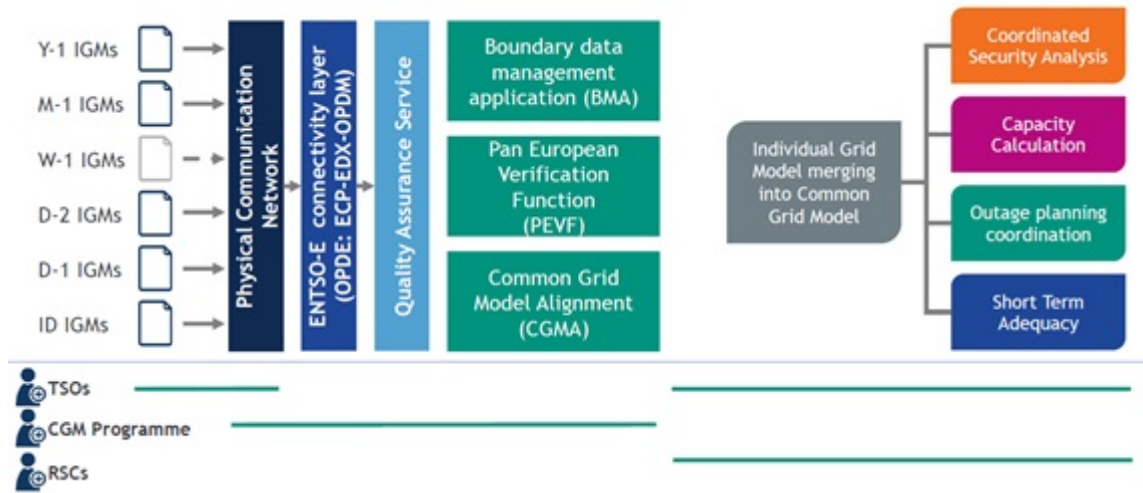 Y-1 IGMs
M-1 IGMs
W-1 IGMs
D-2 IGMs
D-1 IGMs
ID IGMs
Physical Communication
Network
ENTSO-E connectivity layer
(OPDE: ECP-EDX-OPDM)
Quality Assurance Service
Boundary data
management
application (BMA)
Pan European
Verification
Function
(PEVF)
Common Grid
Model Alignment
(CGMA)
Individual Grid
Model merging
into Common
Grid Model
Coordinated
Security Analysis
Capacity
Calculation
Outage planning
coordination
Short Term
Adequacy
TSOs
CGM Programme
RSCs